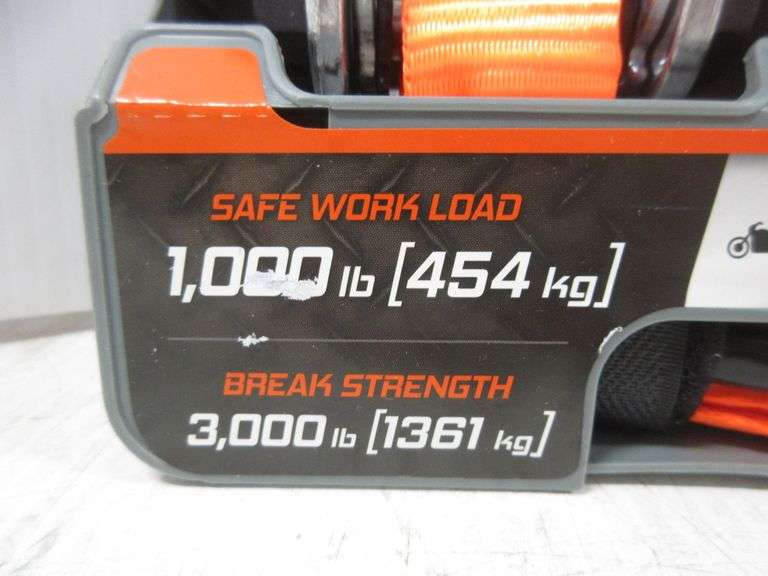 SAFE WORK LOAD
1,000 lb [454 kg]
BREAK STRENGTH
3,000 lb [1361 kg]